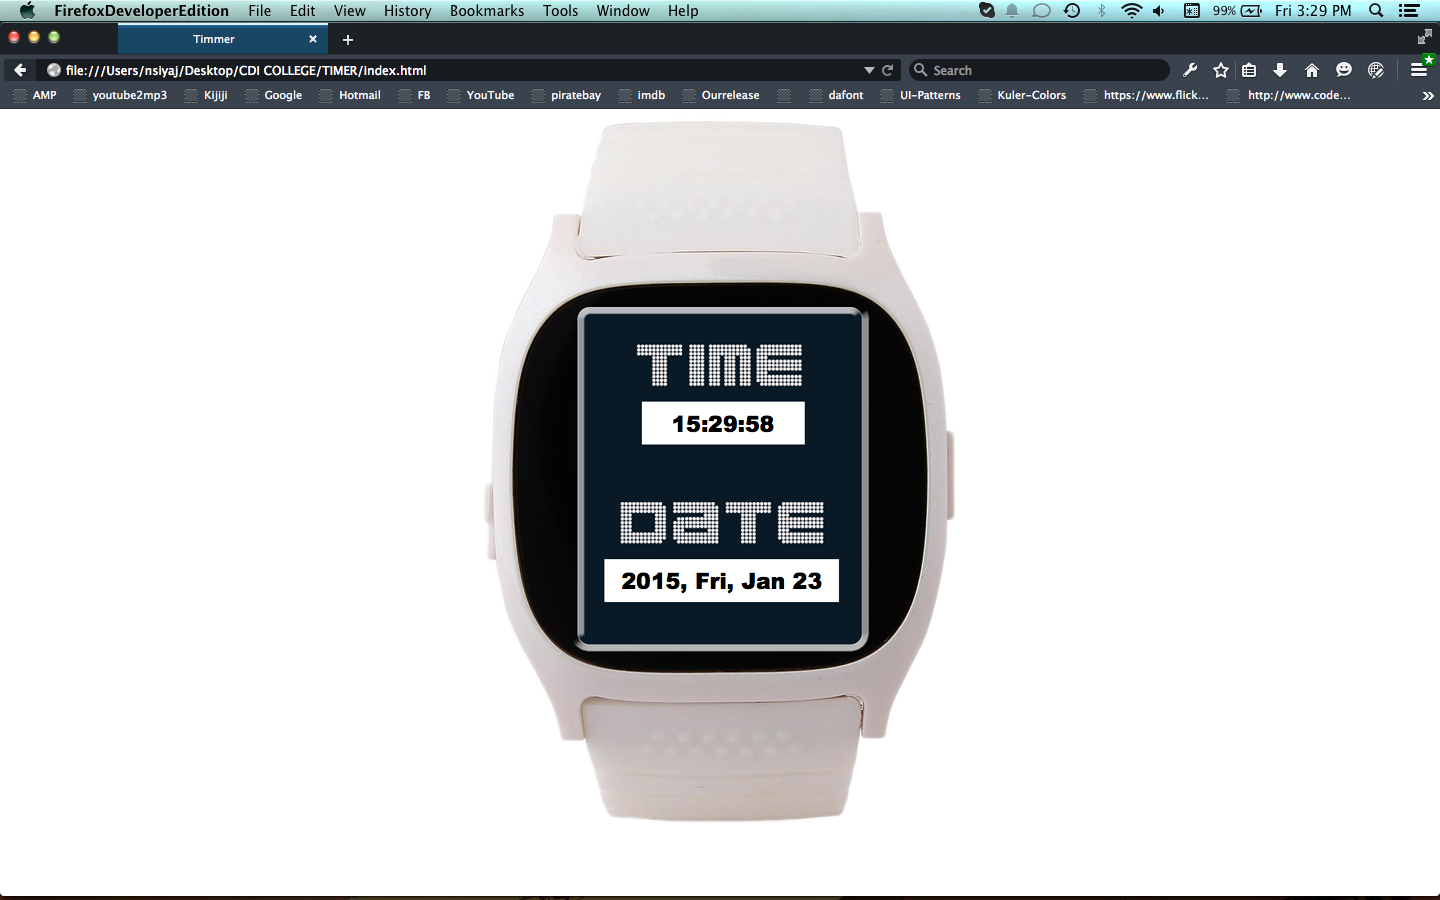 FirefoxDeveloperEdition File Edit View History Bookmarks Tools Window Help 99% Fri 3:29 PM
Timmer
file:///Users/nsiyaj/Desktop/CDI COLLEGE/TIMER/index.html Search
AMP youtube2mp3 Kijiji Google Hotmail FB YouTube piratebay imdb Ourrelease dafont UI-Patterns Kuler-Colors https://www.flick... http://www.code...
TIME
15:29:58
DATE
2015, Fri, Jan 23